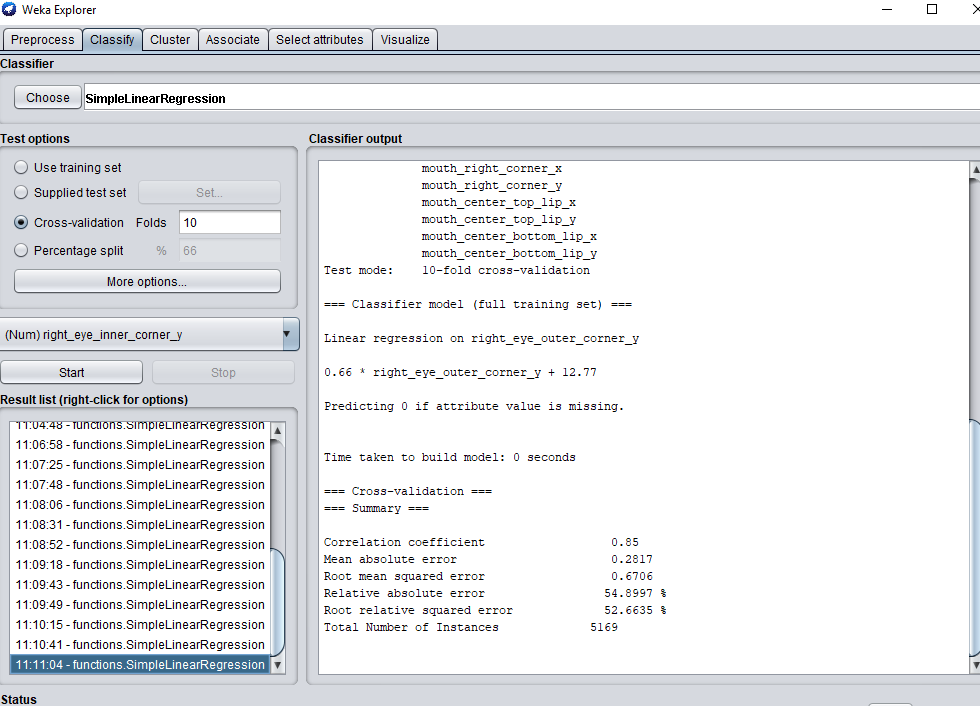 Weka Explorer
Preprocess Classify Cluster Associate Select attributes Visualize
Classifier
Choose SimpleLinearRegression
Test options
Use training set
Supplied test set Set...
Cross-validation Folds 10
Percentage split % 66
More options...
(Num) right_eye_inner_corner_y
Start Stop
Result list (right-click for options)
11:04:48 - functions.SimpleLinearRegression
11:06:58 - functions.SimpleLinearRegression
11:07:25 - functions.SimpleLinearRegression
11:07:48 - functions.SimpleLinearRegression
11:08:06 - functions.SimpleLinearRegression
11:08:31 - functions.SimpleLinearRegression
11:08:52 - functions.SimpleLinearRegression
11:09:18 - functions.SimpleLinearRegression
11:09:43 - functions.SimpleLinearRegression
11:09:49 - functions.SimpleLinearRegression
11:10:15 - functions.SimpleLinearRegression
11:10:41 - functions.SimpleLinearRegression
11:11:04 - functions.SimpleLinearRegression
Classifier output
mouth_right_corner_x
mouth_right_corner_y
mouth_center_top_lip_x
mouth_center_top_lip_y
mouth_center_bottom_lip_x
mouth_center_bottom_lip_y
Test mode: 10-fold cross-validation
=== Classifier model (full training set) ===
Linear regression on right_eye_outer_corner_y
0.66 * right_eye_outer_corner_y + 12.77
Predicting 0 if attribute value is missing.
Time taken to build model: 0 seconds
=== Cross-validation ===
=== Summary ===
Correlation coefficient 0.85
Mean absolute error 0.2817
Root mean squared error 0.6706
Relative absolute error 54.8997 %
Root relative squared error 52.6635 %
Total Number of Instances 5169
Status